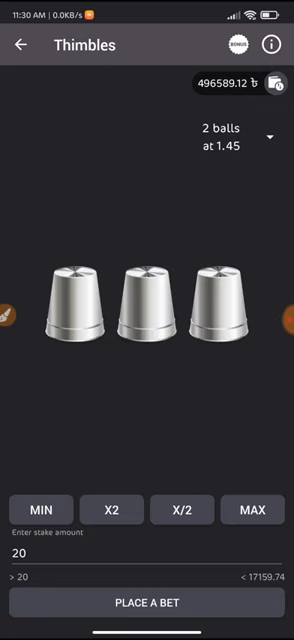 11:30 AM | 0.0KB/s
Thimbles
BONUS
496589.12 ৳
2 balls
at 1.45
MIN
X2
X/2
MAX
Enter stake amount
20
> 20
< 17159.74
PLACE A BET